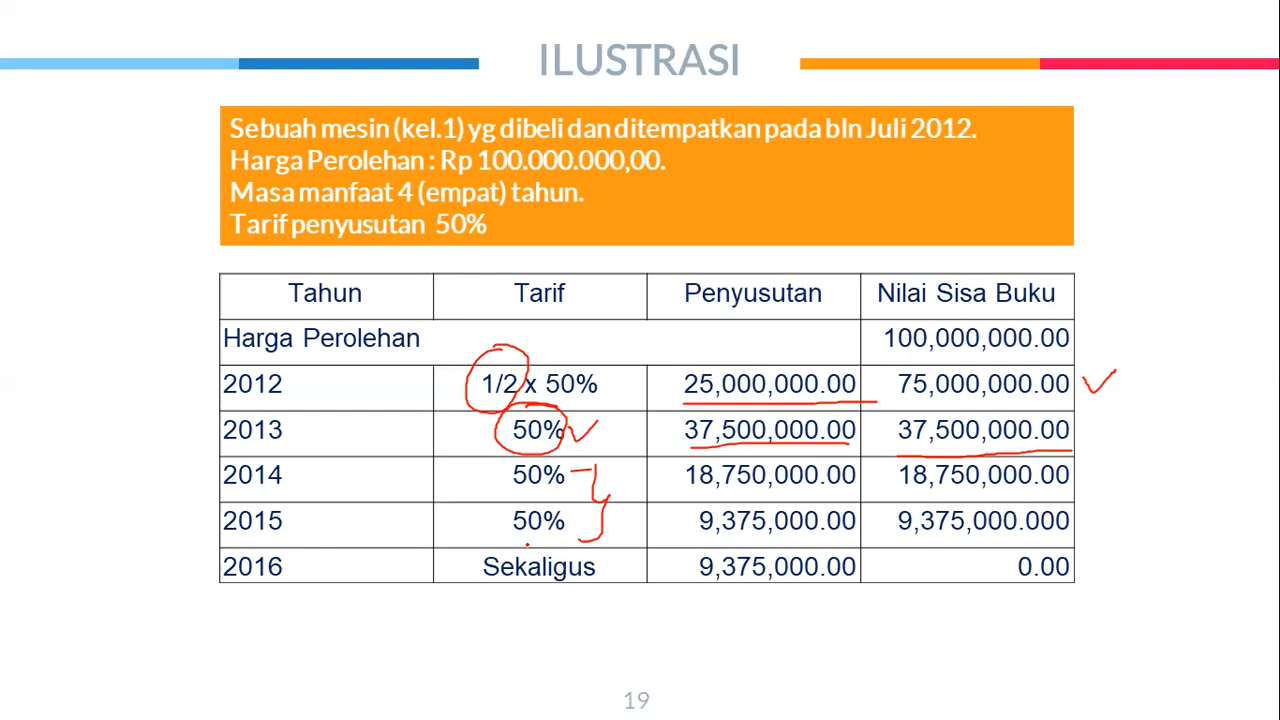 ILUSTRASI
Sebuah mesin (kel.1) yg dibeli dan ditempatkan pada bln Juli 2012.
Harga Perolehan : Rp 100.000.000,00.
Masa manfaat 4 (empat) tahun.
Tarif penyusutan 50%
Tahun Tarif Penyusutan Nilai Sisa Buku
Harga Perolehan 100,000,000.00
2012 1/2 x 50% 25,000,000.00 75,000,000.00
2013 50% 37,500,000.00 37,500,000.00
2014 50% 18,750,000.00 18,750,000.00
2015 50% 9,375,000.00 9,375,000.000
2016 Sekaligus 9,375,000.00 0.00
19